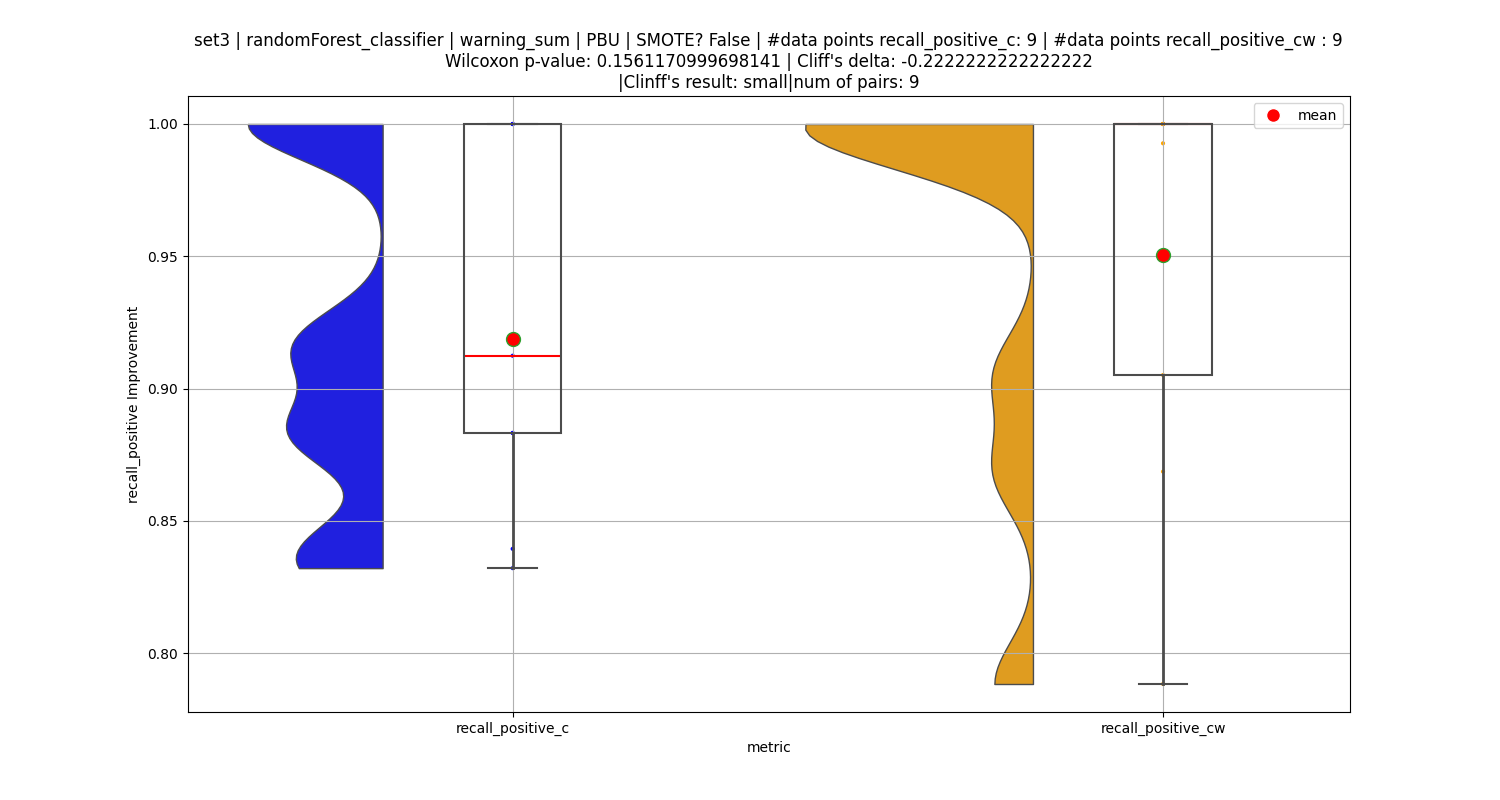 set3 | randomForest_classifier | warning_sum | PBU | SMOTE? False | #data points recall_positive_c: 9 | #data points recall_positive_cw : 9
Wilcoxon p-value: 0.1561170999698141 | Cliff's delta: -0.2222222222222222
|Clinff's result: small|num of pairs: 9
mean
1.00
0.95
0.90
0.85
0.80
recall_positive Improvement
recall_positive_c
recall_positive_cw
metric